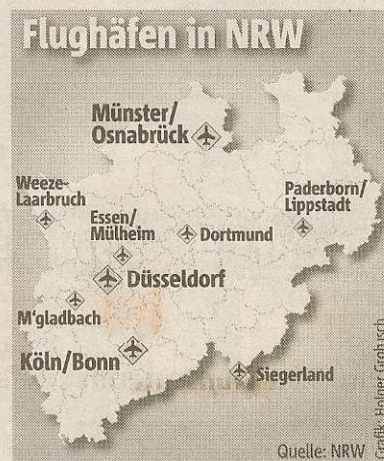 Flughäfen in NRW
Münster/
Osnabrück
Weeze-
Laarbruch
Paderborn/
Lippstadt
Essen/
Mülheim
Dortmund
Düsseldorf
M'gladbach
Köln/Bonn
Siegerland
Quelle: NRW
Grafik: Holger